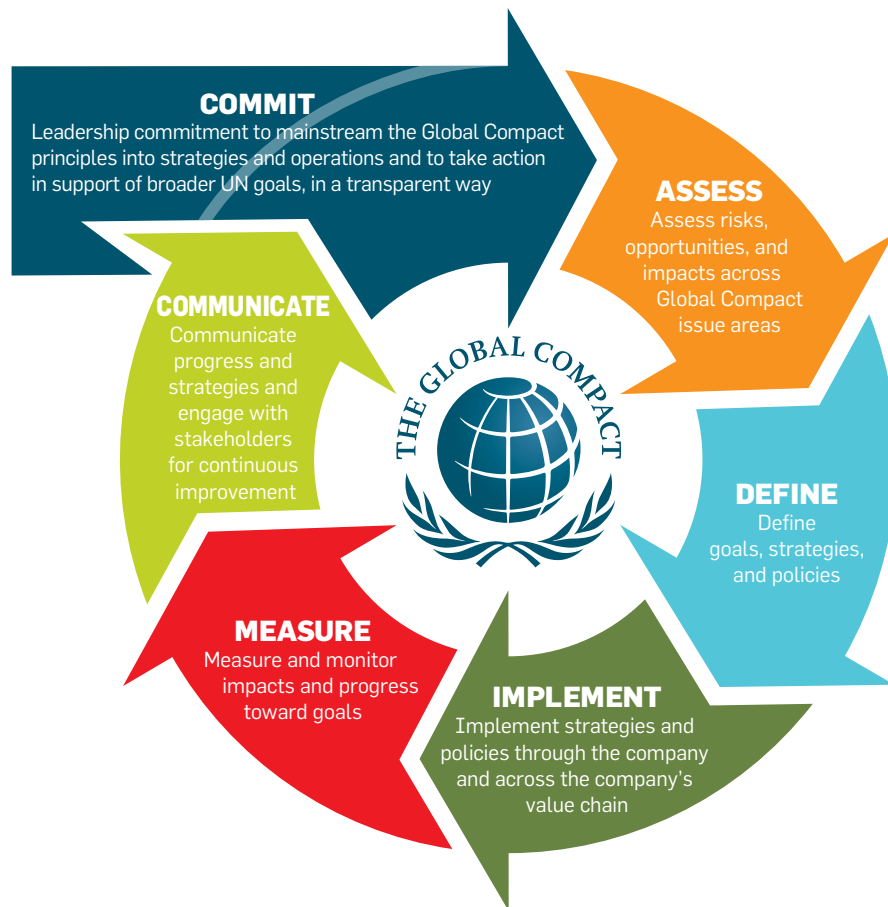 COMMIT
Leadership commitment to mainstream the Global Compact
principles into strategies and operations and to take action
in support of broader UN goals, in a transparent way
ASSESS
Assess risks,
opportunities, and
impacts across
Global Compact
issue areas
DEFINE
Define
goals, strategies,
and policies
IMPLEMENT
Implement strategies and
policies through the company
and across the company’s
value chain
MEASURE
Measure and monitor
impacts and progress
toward goals
COMMUNICATE
Communicate
progress and
strategies and
engage with
stakeholders
for continuous
improvement
THE GLOBAL COMPACT